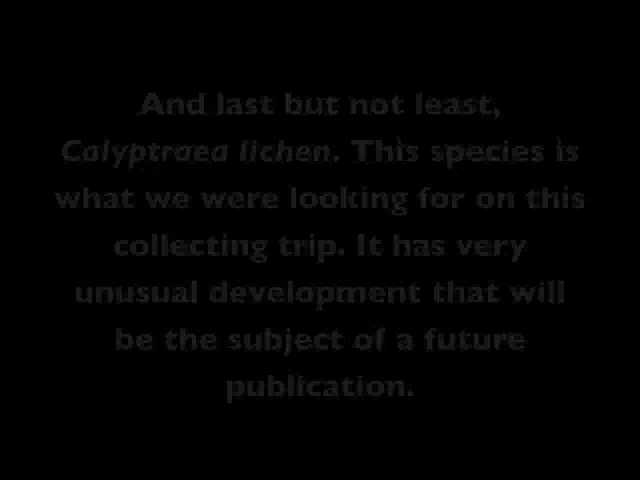 And last but not least,
Calyptraea lichen. This species is
what we were looking for on this
collecting trip. It has very
unusual development that will
be the subject of a future
publication.